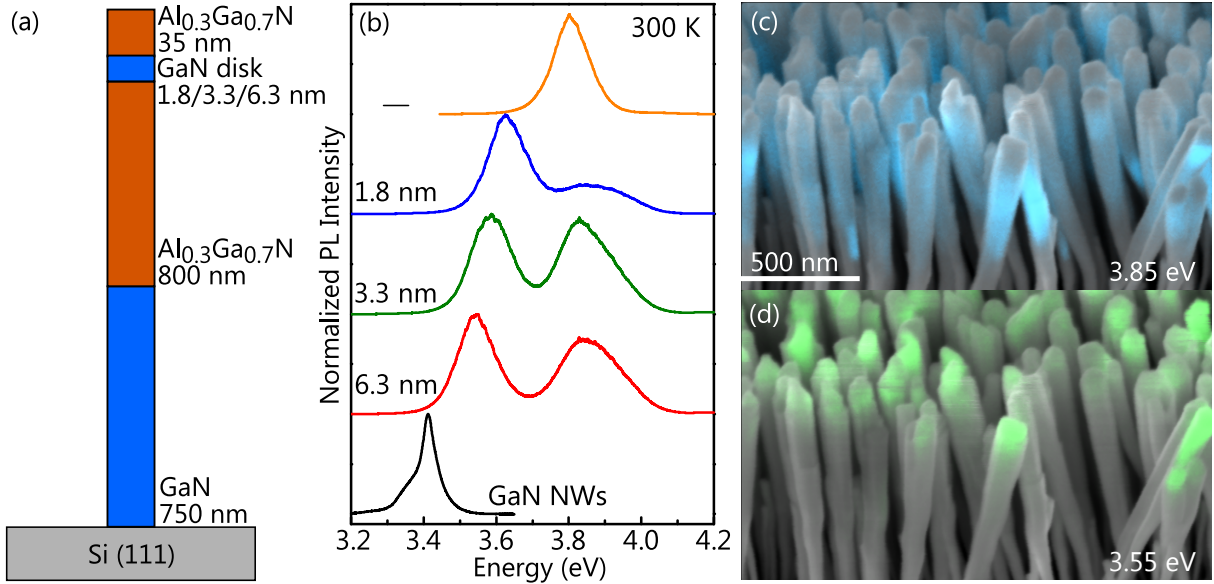 (a)
Al0.3Ga0.7N
35 nm
GaN disk
1.8/3.3/6.3 nm
Al0.3Ga0.7N
800 nm
GaN
750 nm
Si (111)
(b)
300 K
—
1.8 nm
3.3 nm
6.3 nm
GaN NWs
Normalized PL Intensity
3.2 3.4 3.6 3.8 4.0 4.2
Energy (eV)
(c)
500 nm
3.85 eV
(d)
3.55 eV